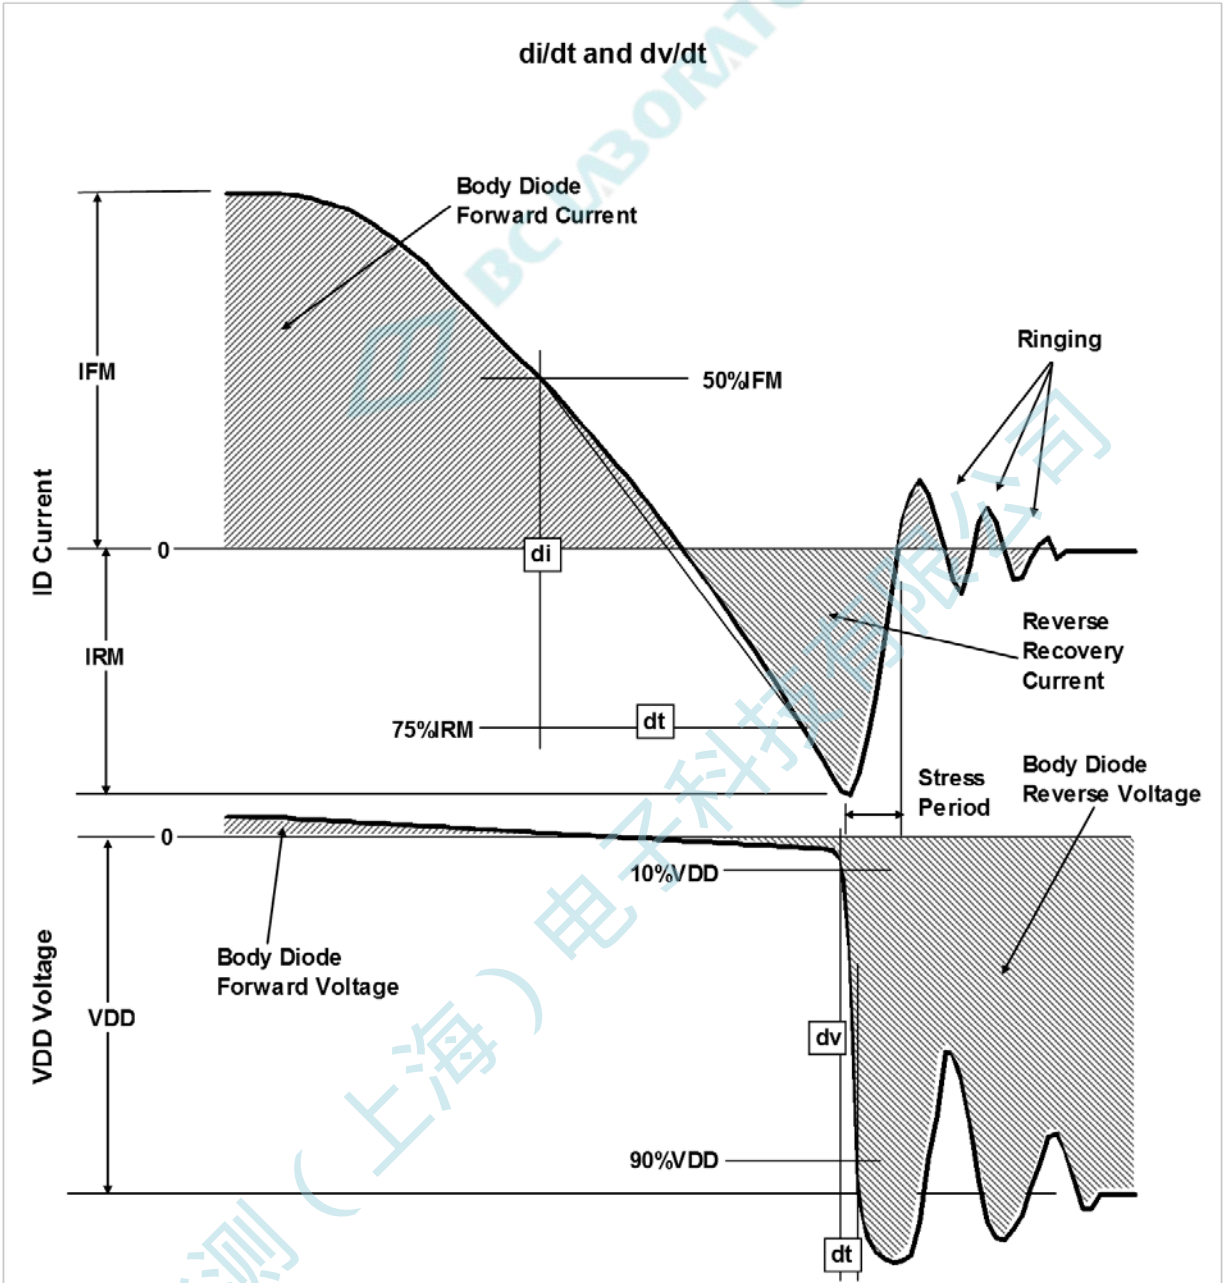 di/dt and dv/dt
BC LABORAT
Body Diode
Forward Current
Ringing
IFM
50%IFM
ID Current
0
di
IRM
Reverse
Recovery
Current
75%IRM
dt
Stress
Period
Body Diode
Reverse Voltage
0
10%VDD
Body Diode
Forward Voltage
VDD Voltage
VDD
dv
90%VDD
dt
测（上海）电子科技有限公司